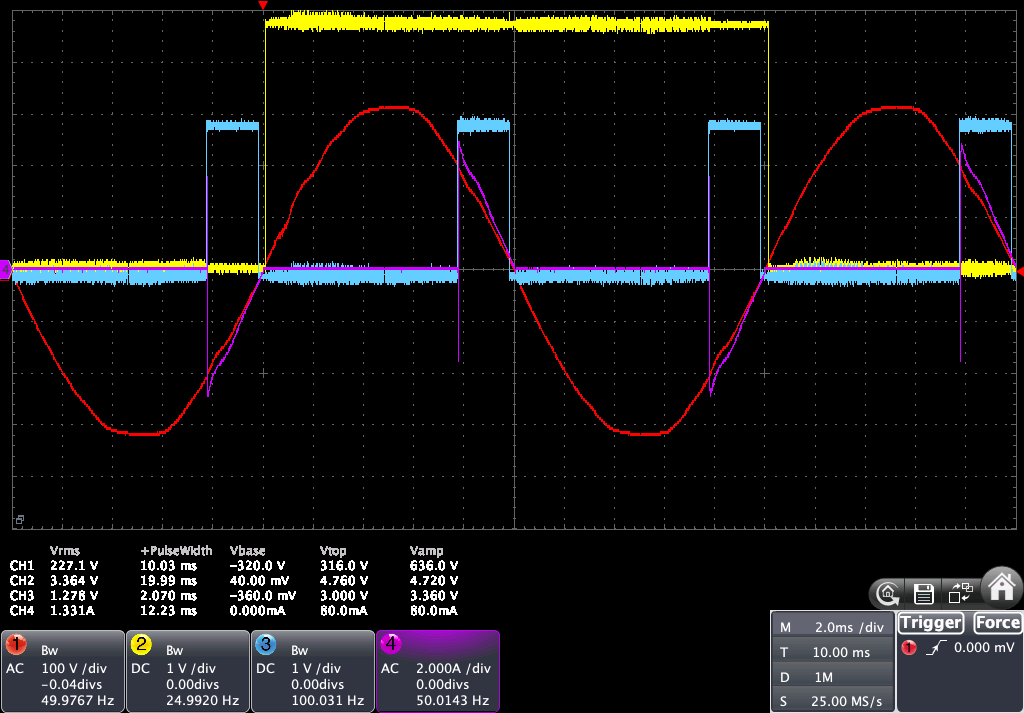 4
Vrms +PulseWidth Vbase Vtop Vamp
CH1 227.1 V 10.03 ms -320.0 V 316.0 V 636.0 V
CH2 3.364 V 19.99 ms 40.00 mV 4.760 V 4.720 V
CH3 1.278 V 2.070 ms -360.0 mV 3.000 V 3.360 V
CH4 1.331A 12.23 ms 0.000mA 80.0mA 80.0mA
1 Bw
AC 100 V /div
-0.04divs
49.9767 Hz
2 Bw
DC 1 V /div
0.00divs
24.9920 Hz
3 Bw
DC 1 V /div
0.00divs
100.031 Hz
4
AC 2.000A /div
0.00divs
50.0143 Hz
M 2.0ms /div
T 10.00 ms
D 1M
S 25.00 MS/s
Trigger Force
1 0.000 mV